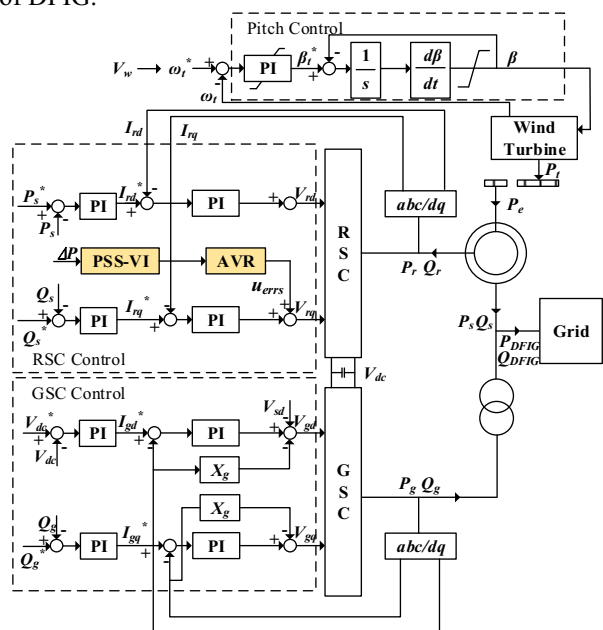 of DFIG.
Pitch Control
V_w
ω_t^*
PI
β_t^*
1/s
dβ/dt
β
ω_t
I_rd
I_rq
Wind Turbine
P_t
P_e
P_s^*
PI
I_rd^*
PI
V_rd
P_s
R S C
abc/dq
P_r Q_r
ΔP
PSS-VI
AVR
u_errs
Q_s
I_rq^*
V_rq
PI
PI
Q_s^*
RSC Control
P_s Q_s
P_DFIG
Q_DFIG
Grid
V_dc
GSC Control
V_dc^*
PI
I_gd^*
PI
V_sd
V_gd
V_dc
X_g
G S C
X_g
P_g Q_g
Q_g
PI
I_gq^*
PI
V_gq
Q_g^*
abc/dq